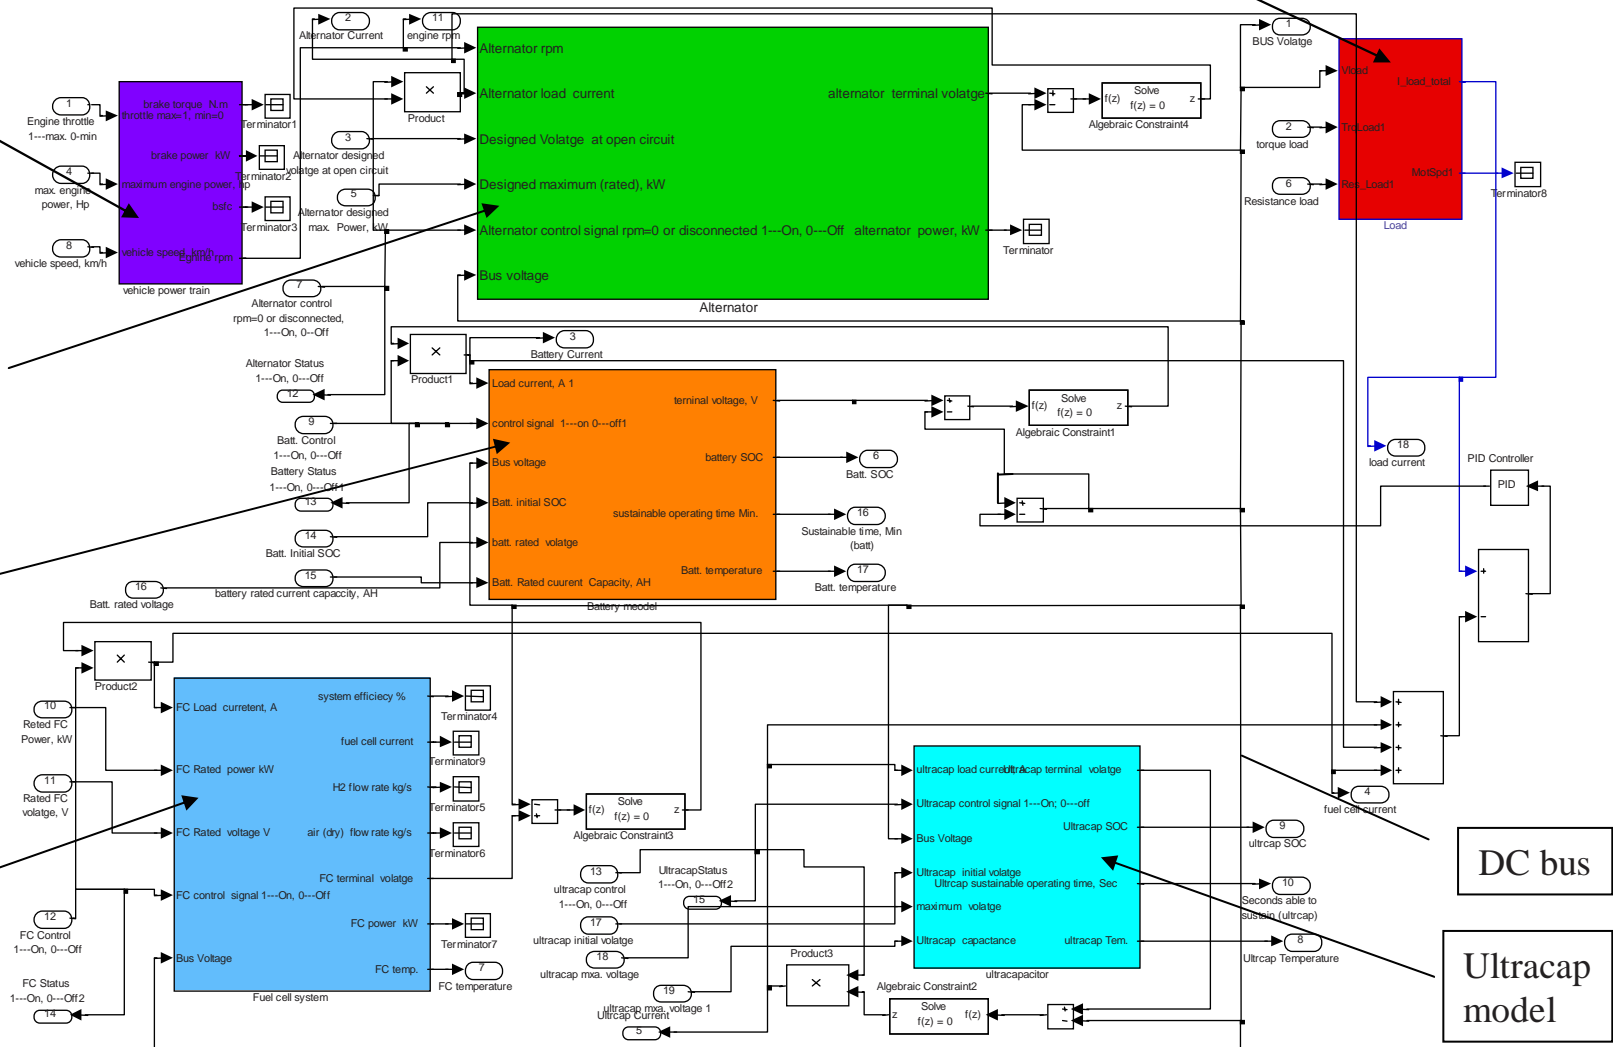 2
Alternator Current
11
engine rpm
1
BUS Volatge
1
Engine throttle
1---max. 0-min
4
max. engine
power, Hp
8
vehicle speed, km/h
brake torque N.m
throttle max=1, min=0
brake power kW
maximum engine power, hp
bsfc
vehicle speed, km/h
Eghine rpm
vehicle power train
Terminator1
Terminator2
Terminator3
×
Product
3
Alternator designed
volatge at open circuit
5
Alternator designed
max. Power, kW
7
Alternator control
rpm=0 or disconnected,
1---On, 0--Off
Alternator Status
1---On, 0---Off
12
Alternator rpm
Alternator load current
Designed Volatge at open circuit
Designed maximum (rated), kW
Alternator control signal rpm=0 or disconnected 1---On, 0---Off
Bus voltage
alternator terminal volatge
alternator power, kW
Alternator
+
−
Solve
f(z)
f(z) = 0
z
Algebraic Constraint4
Terminator
Vload
I_load_total
TrqLoad1
Res_Load1
MotSpd1
Load
2
torque load
6
Resistance load
Terminator8
18
load current
PID Controller
PID
+
−
×
Product1
3
Battery Current
9
Batt. Control
1---On, 0---Off
Battery Status
1---On, 0---Off1
13
14
Batt. Initial SOC
15
battery rated current capaccity, AH
16
Batt. rated voltage
Load current, A 1
control signal 1---on 0---off1
Bus voltage
Batt. initial SOC
batt. rated volatge
Batt. Rated cuurent Capacity, AH
terninal voltage, V
battery SOC
sustainable operating time Min.
Batt. temperature
Battery meodel
+
−
Solve
f(z)
f(z) = 0
z
Algebraic Constraint1
6
Batt. SOC
16
Sustainable time, Min
(batt)
17
Batt. temperature
+
−
×
Product2
10
Reted FC
Power, kW
11
Rated FC
volatge, V
12
FC Control
1---On, 0---Off
FC Status
1---On, 0---Off2
14
FC Load curretent, A
FC Rated power kW
FC Rated voltage V
FC control signal 1---On, 0---Off
Bus Voltage
system efficiecy %
fuel cell current
H2 flow rate kg/s
air (dry) flow rate kg/s
FC terminal volatge
FC power kW
FC temp.
Fuel cell system
Terminator4
Terminator9
Terminator5
Terminator6
Terminator7
7
FC temperature
−
+
Solve
f(z)
f(z) = 0
z
Algebraic Constraint3
13
ultracap control
1---On, 0---Off
UltracapStatus
1---On, 0---Off2
15
17
ultracap initial volatge
18
ultracap mxa. voltage
19
ultracap mxa. voltage 1
Ultrcap Current
5
ultracap load current, A
Ultracap terminal volatge
Ultracap control signal 1---On; 0---off
Bus Voltage
Ultracap SOC
Ultracap initial volatge
Ultrcap sustainable operating time, Sec
maximum volatge
Ultracap capactance
ultracap Tem.
ultracapacitor
Product3
×
Algebraic Constraint2
Solve
z
f(z)
f(z) = 0
+
−
+
+
+
+
4
fuel cell current
9
ultrcap SOC
10
Seconds able to
sustain (ultrcap)
8
Ultrcap Temperature
DC bus
Ultracap
model